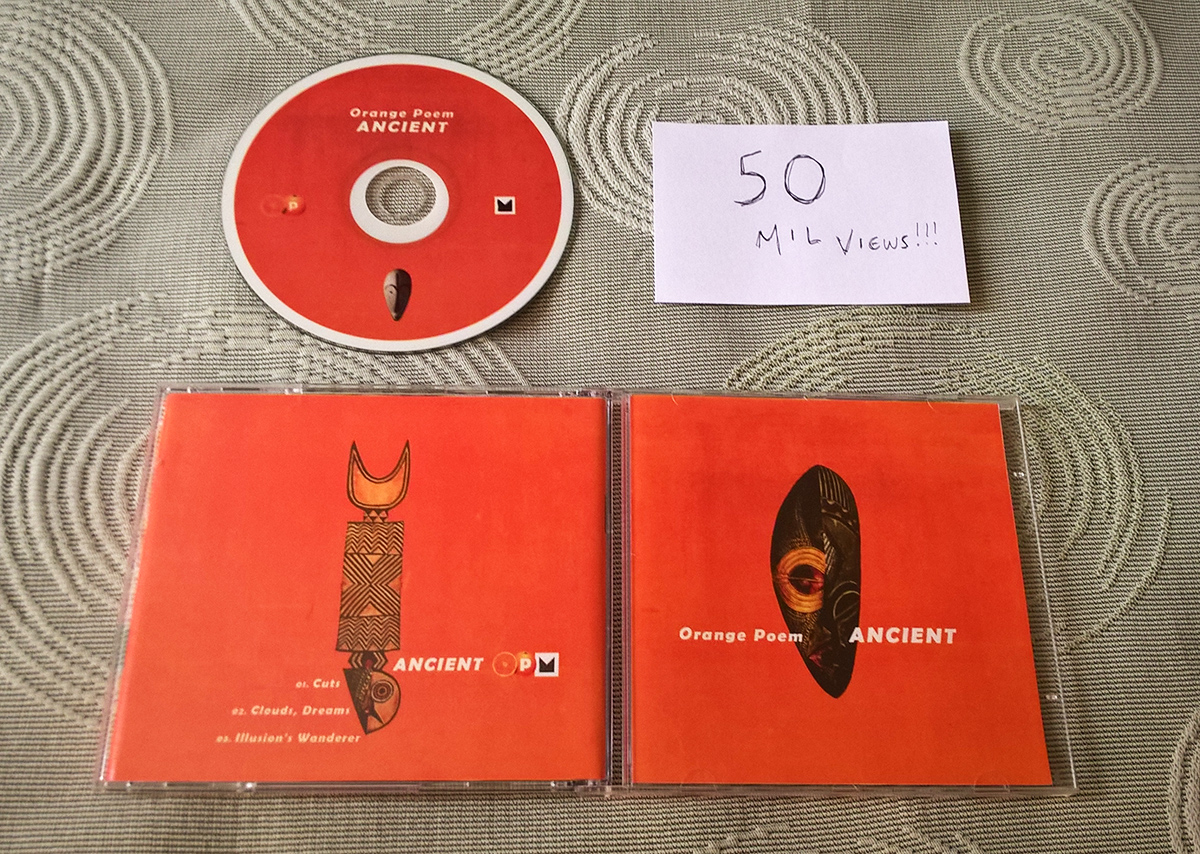 Orange Poem
ANCIENT
P
50
MIL VIEWS!!!
ANCIENT P
01. Cuts
02. Clouds, Dreams
03. Illusion's Wanderer
Orange Poem ANCIENT